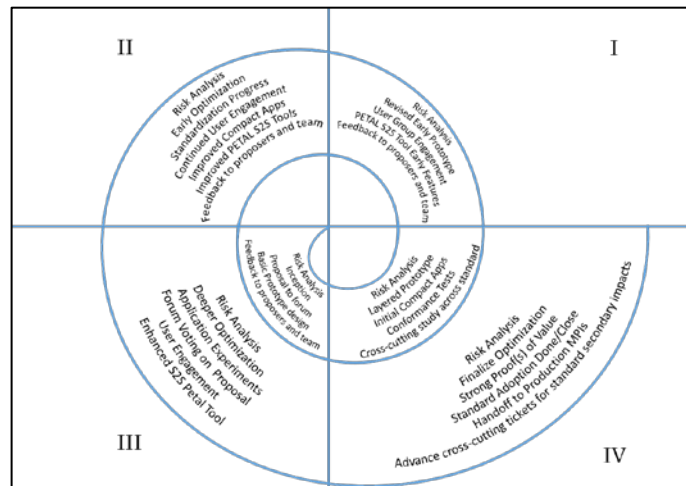 II
I
Risk Analysis
Early Optimization
Standardization Progress
Continued User Engagement
Improved Compact Apps
Improved PETAL S2S Tools
Feedback to proposers and team
Risk Analysis
Revised Early Prototype
User Group Engagement
PETAL S2S Tool Early Features
Feedback to proposers and team
Risk Analysis
Inception
Proposal to forum
Basic Prototype design
Feedback to proposers and team
Risk Analysis
Layered Prototype
Initial Compact Apps
Conformance Tests
Cross-cutting study across standard
Risk Analysis
Deeper Optimization
Application Experiments
Forum Voting on Proposal
User Engagement
Enhanced S2S Petal Tool
Risk Analysis
Finalize Optimization
Strong Proof(s) of Value
Standard Adoption Done/Close
Handoff to Production MPIs
Advance cross-cutting tickets for standard secondary impacts
III
IV